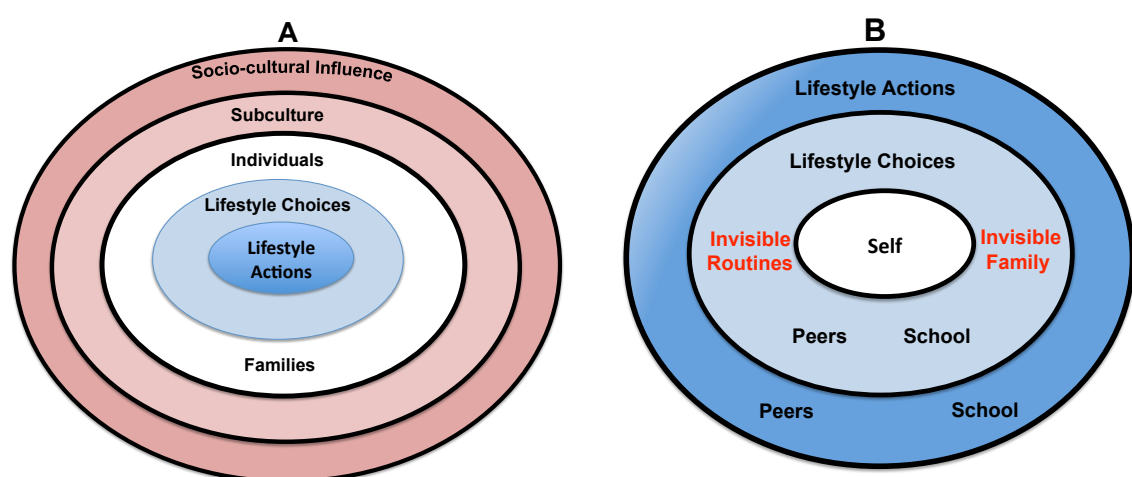 A
Socio-cultural Influence
Subculture
Individuals
Lifestyle Choices
Lifestyle
Actions
Families
B
Lifestyle Actions
Lifestyle Choices
Invisible
Routines
Self
Invisible
Family
Peers School
Peers School